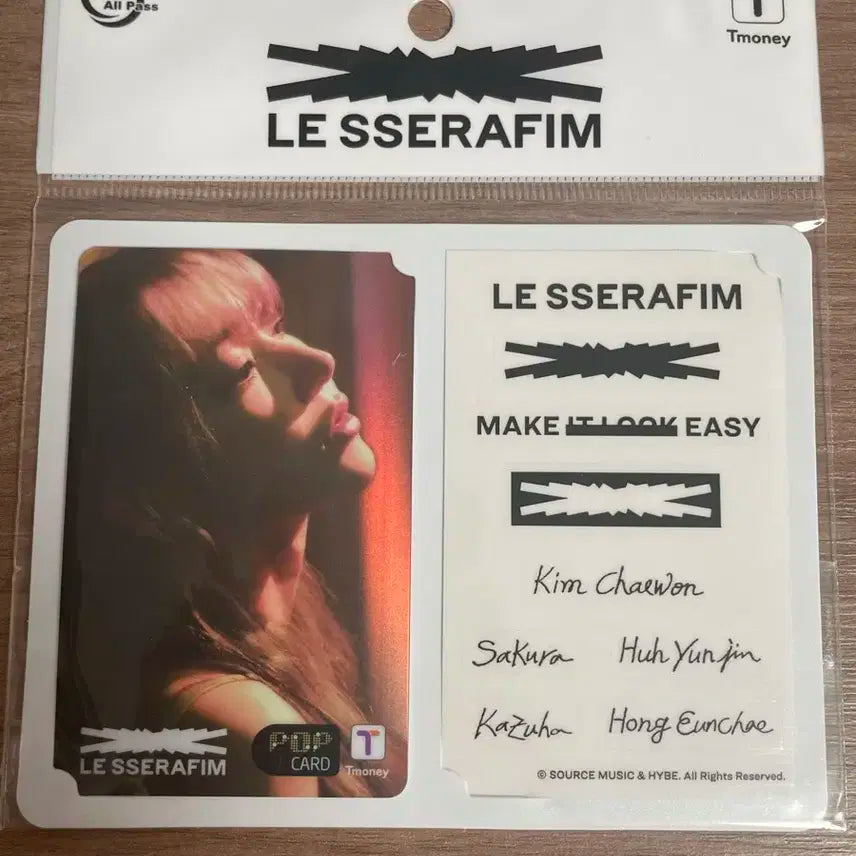 All Pass
Tmoney
LE SSERAFIM
LE SSERAFIM
MAKE IT LOOK EASY
Kim Chaewon
Sakura Huh Yunjin
Kazuha Hong Eunchae
© SOURCE MUSIC & HYBE. All Rights Reserved.
LE SSERAFIM
POP
CARD
Tmoney